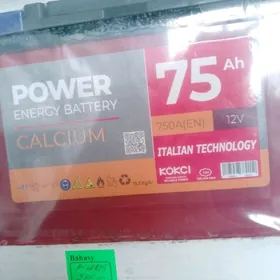 POWER
ENERGY BATTERY
CALCIUM
75 Ah
750A(EN) 12V
ITALIAN TECHNOLOGY
KOKCI
Bahasy